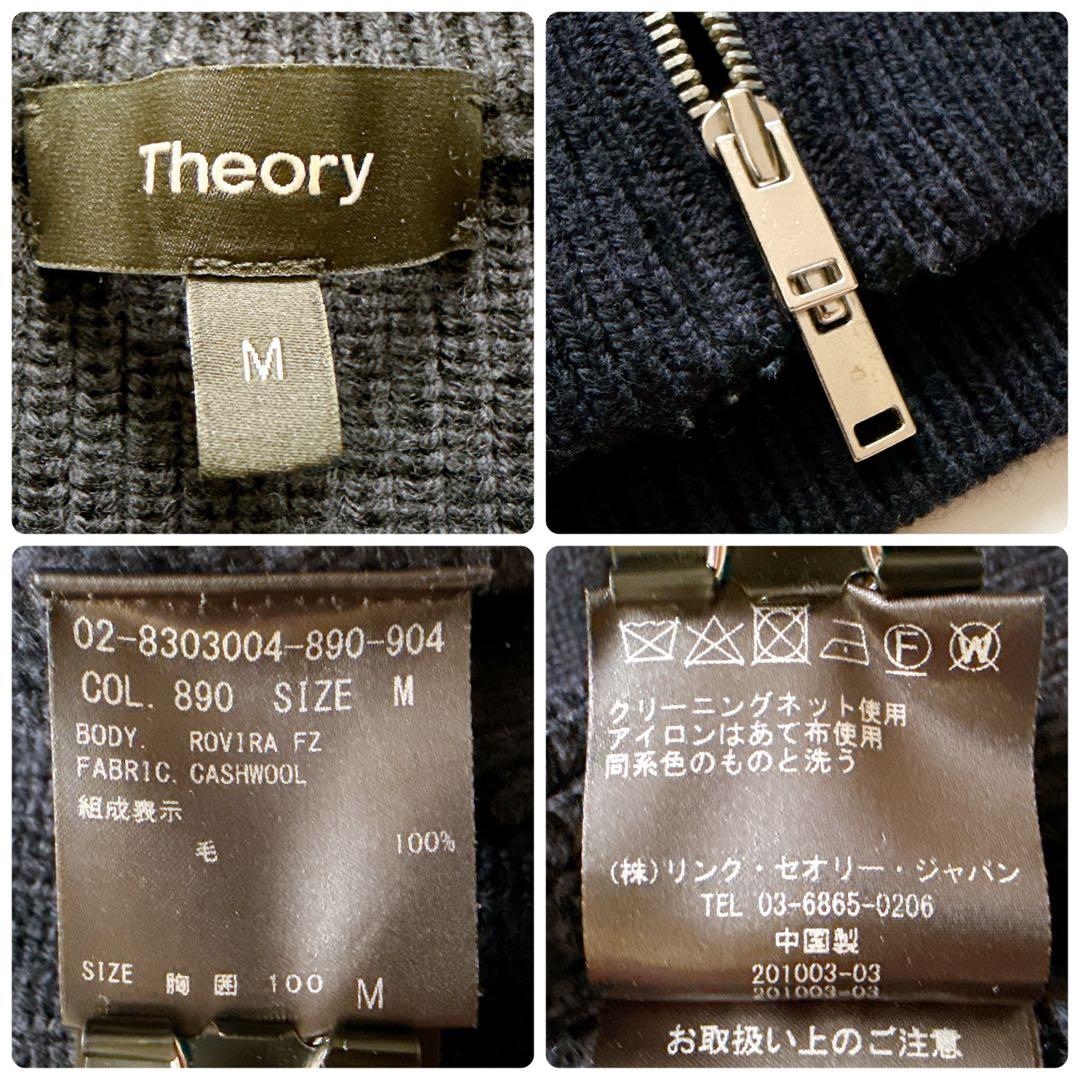 Theory
M
02-8303004-890-904
COL. 890 SIZE M
BODY. ROVIRA FZ
FABRIC. CASHWOOL
組成表示
毛 100%
SIZE 胸囲 100 M
F W
クリーニングネット使用
アイロンはあて布使用
同系色のものと洗う
(株)リンク・セオリー・ジャパン
TEL 03-6865-0206
中国製
201003-03
201003-03
お取扱い上のご注意